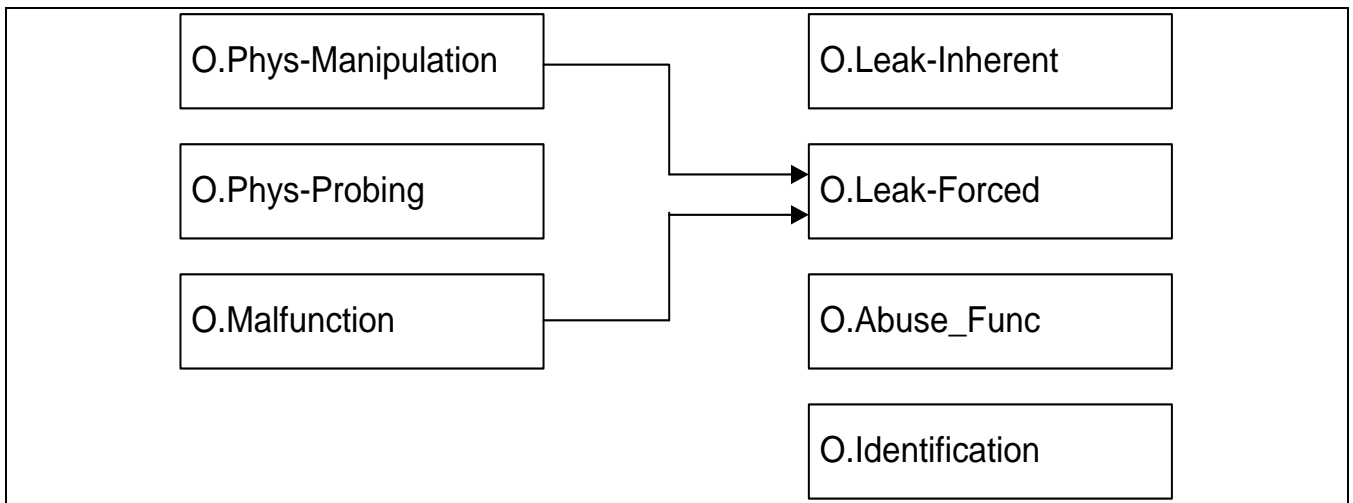 O.Phys-Manipulation
O.Leak-Inherent
O.Phys-Probing
O.Leak-Forced
O.Malfunction
O.Abuse_Func
O.Identification